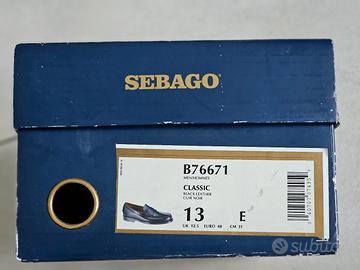 SEBAGO
B76671
MEN/HOMMES
CLASSIC
BLACK LEATHER
CUIR NOIR
13 E
UK 12.5 EURO 48 CM 31
subito